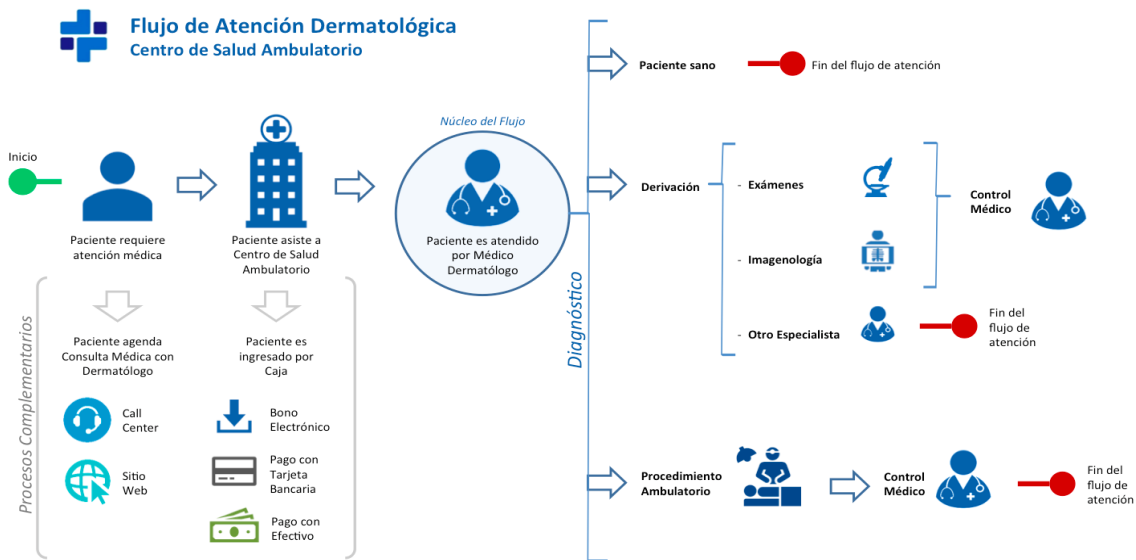 Flujo de Atención Dermatológica
Centro de Salud Ambulatorio
Inicio
Paciente requiere
atención médica
Paciente asiste a
Centro de Salud
Ambulatorio
Núcleo del Flujo
Paciente es atendido
por Médico
Dermatólogo
Procesos Complementarios
Paciente agenda
Consulta Médica con
Dermatólogo
Call
Center
Sitio
Web
Paciente es
ingresado por
Caja
Bono
Electrónico
Pago con
Tarjeta
Bancaria
Pago con
Efectivo
Diagnóstico
Paciente sano
Fin del flujo de atención
Derivación
- Exámenes
- Imagenología
- Otro Especialista
Control
Médico
Fin del
flujo de
atención
Procedimiento
Ambulatorio
Control
Médico
Fin del
flujo de
atención